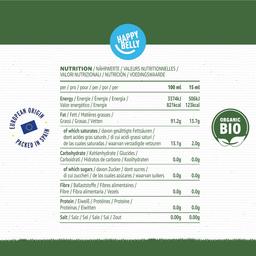 HAPPY
BELLY
NUTRITION / NÄHRWERTE / VALEURS NUTRITIONNELLES /
VALORI NUTRIZIONALI / NUTRICIÓN / VOEDINGSWAARDE
per / pro / pour / per / por / per 100 ml 15 ml
Energy / Energie / Énergie / Energia / 3374kJ 506kJ
Valor energético / Energie 821kcal 123kcal
Fat / Fett / Matières grasses / 91.2g 13.7g
Grassi / Grasas / Vetten
of which saturates / davon gesättigte Fettsäuren /
dont acides gras saturés / di cui acidi grassi saturi /
de las cuales saturadas / waarvan verzadigde vetzuren 13.1g 2.0g
Carbohydrate / Kohlenhydrate / Glucides / 0.0g 0.0g
Carboidrati / Hidratos de carbono / Koolhydraten
of which sugars / davon Zucker / dont sucres /
di cui zuccheri / de los cuales azúcares / waarvan suikers 0.0g 0.0g
Fibre / Ballaststoffe / Fibres alimentaires /
Fibre / Fibra alimentaria / Vezels 0.0g 0.0g
Protein / Eiweiß / Protéines / Proteine /
Proteínas / Eiwitten 0.0g 0.0g
Salt / Salz / Sel / Sale / Sal / Zout 0.00g 0.00g
EUROPEAN ORIGIN
PACKED IN SPAIN
ORGANIC
BIO